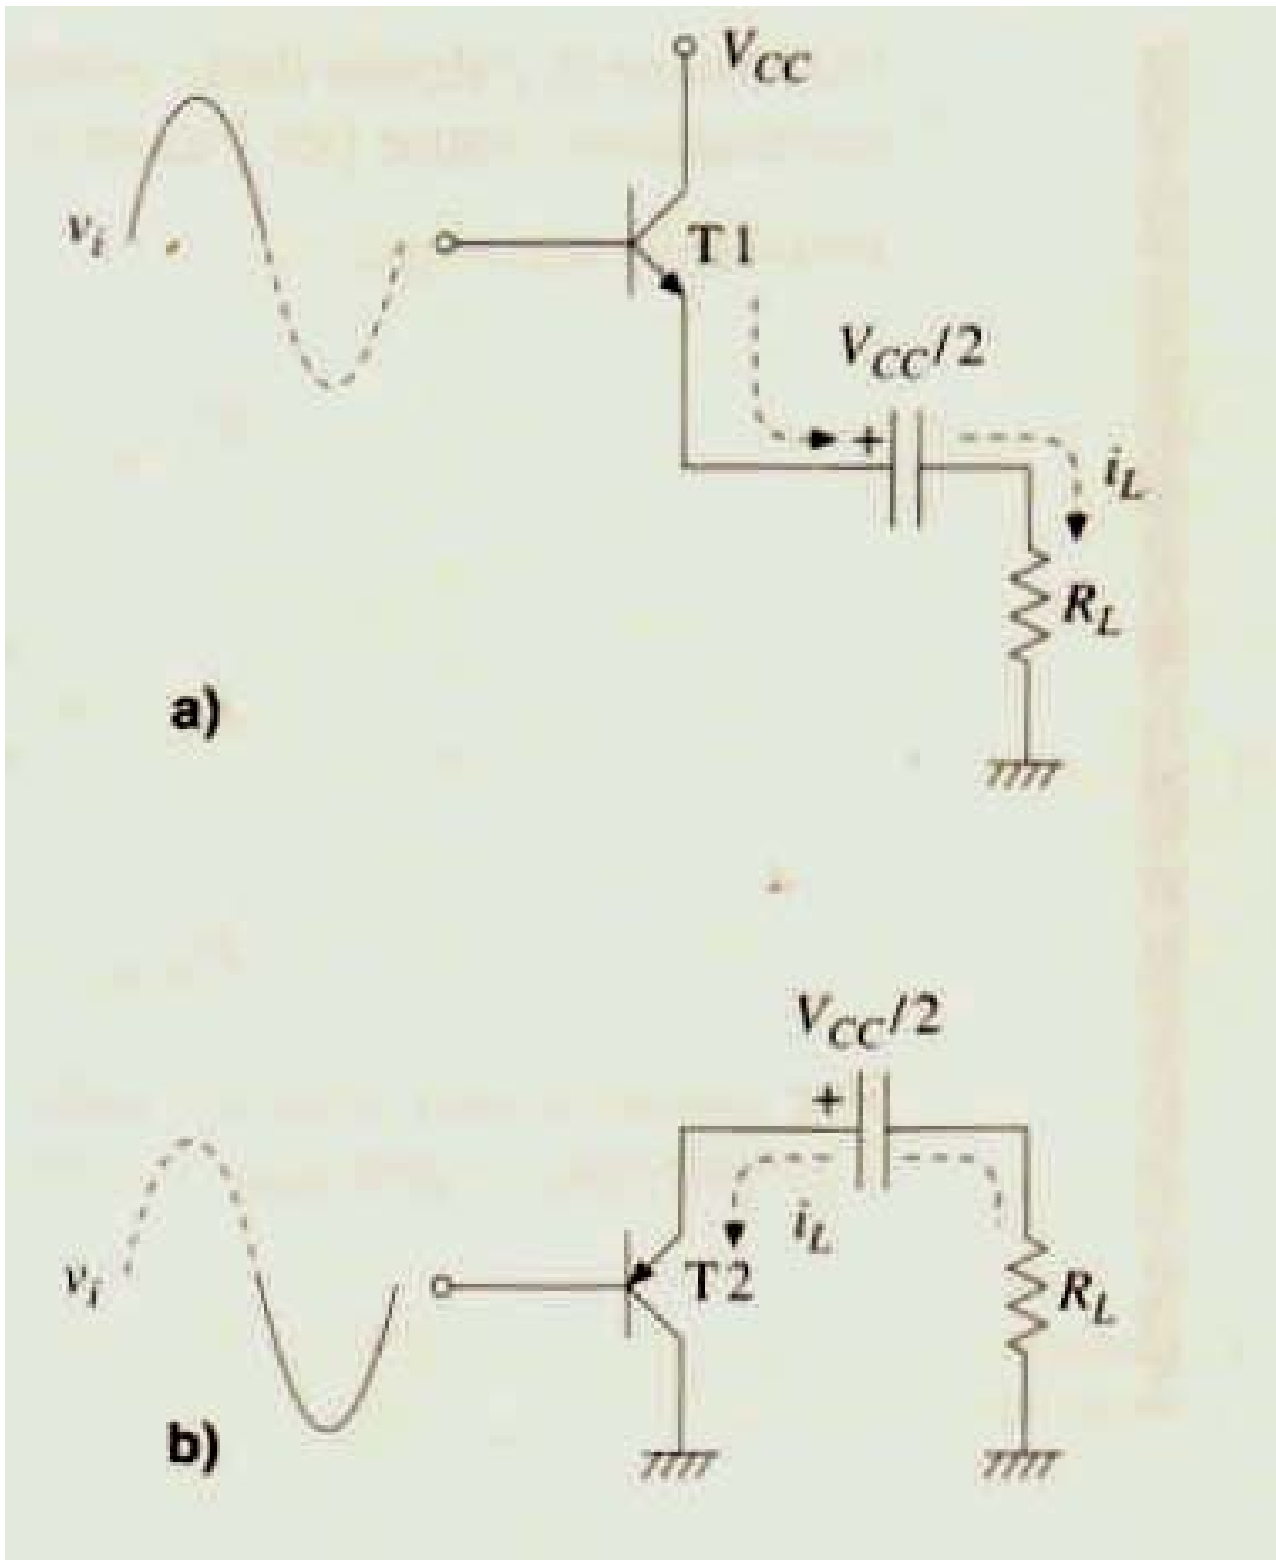 V_CC
v_i
T1
V_CC/2
+
i_L
R_L
a)
V_CC/2
+
i_L
v_i
T2
R_L
b)